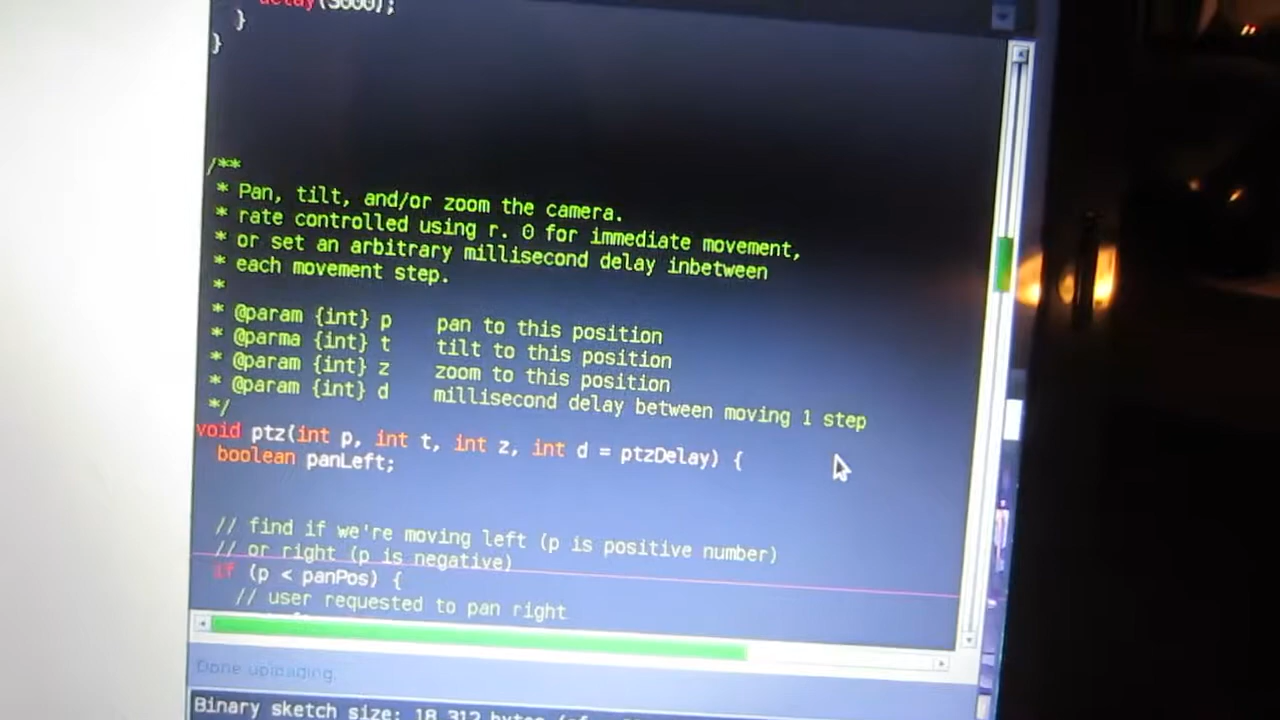 delay(3000);
}
}
/**
* Pan, tilt, and/or zoom the camera.
* rate controlled using r. 0 for immediate movement,
* or set an arbitrary millisecond delay inbetween
* each movement step.
*
* @param {int} p pan to this position
* @parma {int} t tilt to this position
* @param {int} z zoom to this position
* @param {int} d millisecond delay between moving 1 step
*/
void ptz(int p, int t, int z, int d = ptzDelay) {
boolean panLeft;
// find if we're moving left (p is positive number)
// or right (p is negative)
if (p < panPos) {
// user requested to pan right
Done uploading.
Binary sketch size: 18,312 bytes (of